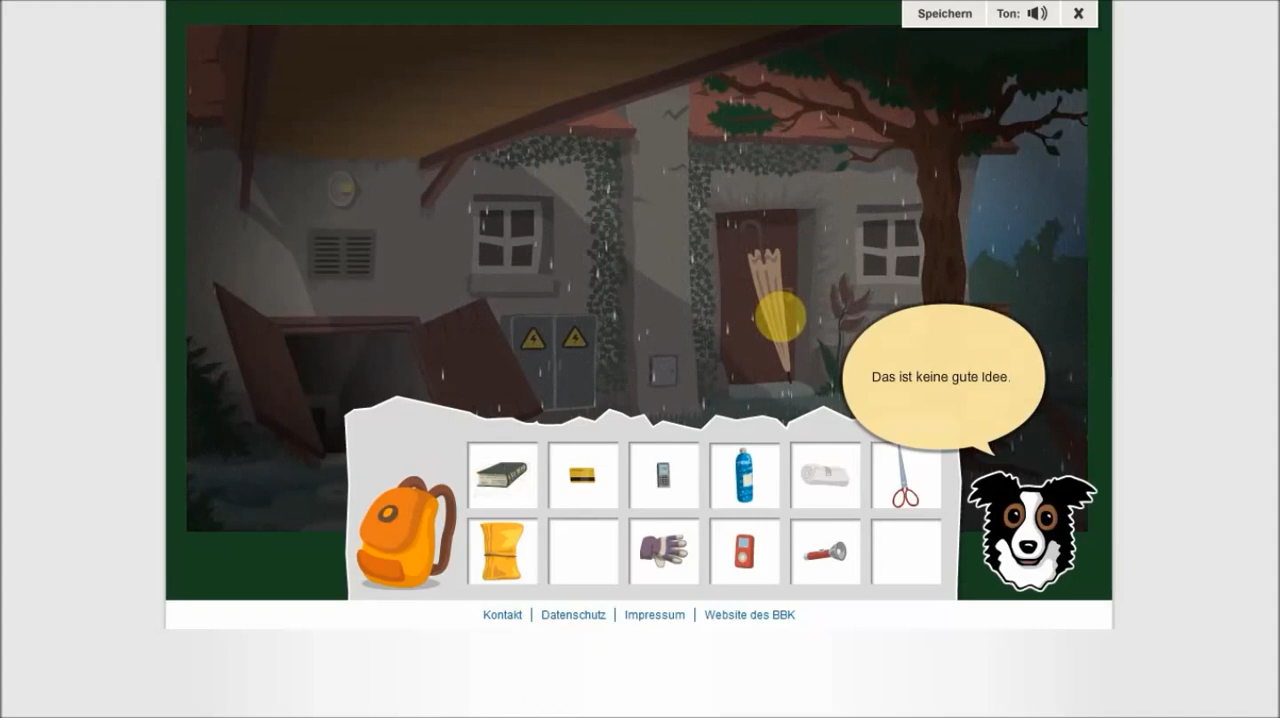 Speichern
Ton:
X
Das ist keine gute Idee.
Kontakt | Datenschutz | Impressum | Website des BBK